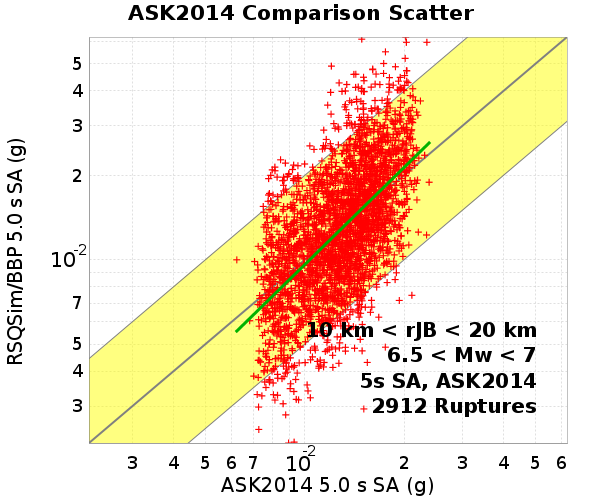 ASK2014 Comparison Scatter
RSQSim/BBP 5.0 s SA (g)
5
4
3
2
10-2
7
5
4
3
10 km < rJB < 20 km
6.5 < Mw < 7
5s SA, ASK2014
2912 Ruptures
3 4 5 6 7 10-2 2 3 4 5 6
ASK2014 5.0 s SA (g)